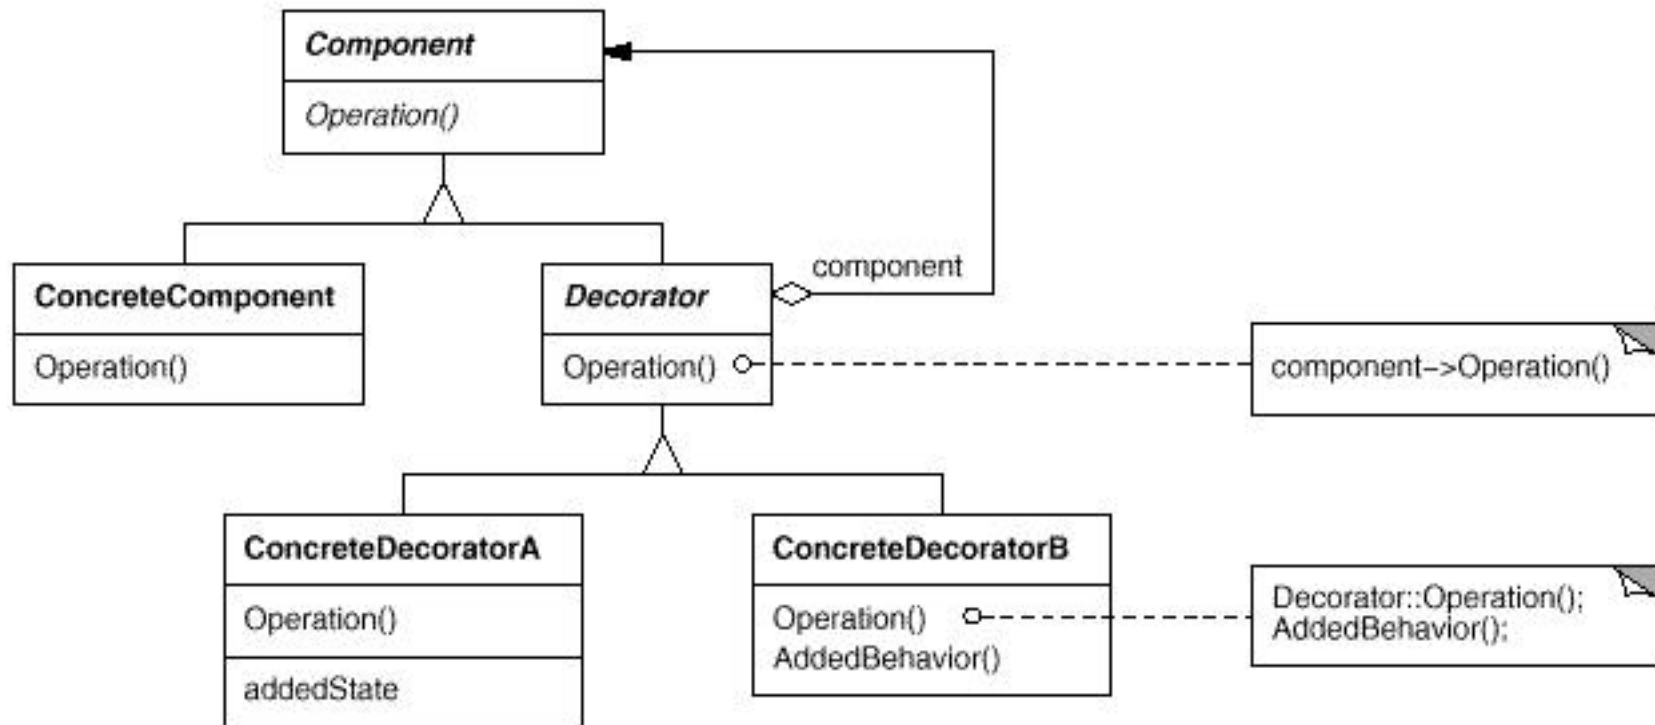 Component
Operation()
component
ConcreteComponent
Operation()
Decorator
Operation()
component–>Operation()
ConcreteDecoratorA
Operation()
addedState
ConcreteDecoratorB
Operation()
AddedBehavior()
Decorator::Operation();
AddedBehavior();